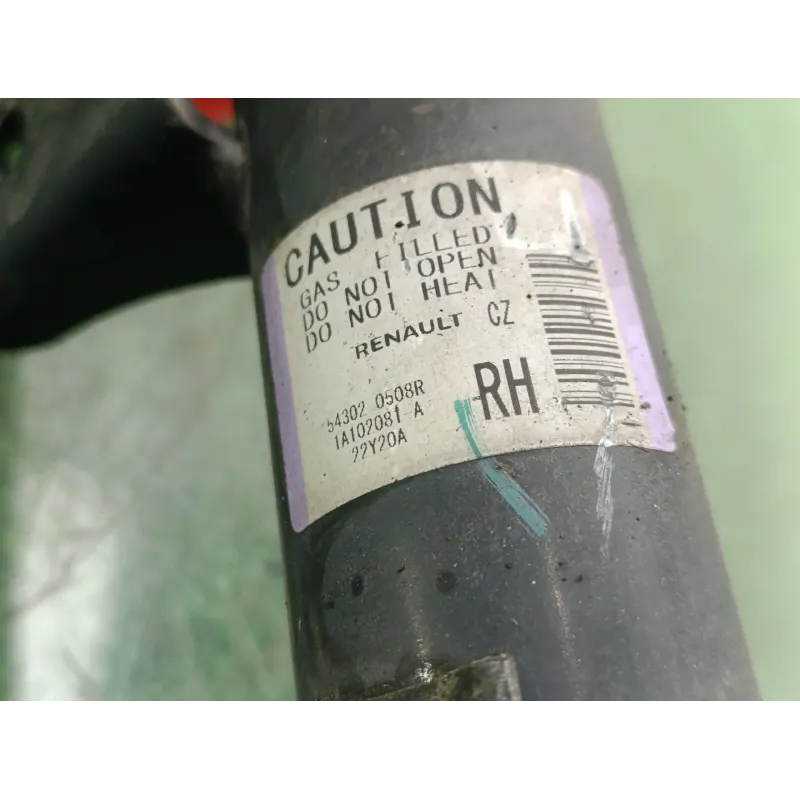 CAUTION
GAS FILLED
DO NOT OPEN
DO NOT HEAT
RENAULT CZ
RH
54302 0508R
1A102081 A
22Y20A